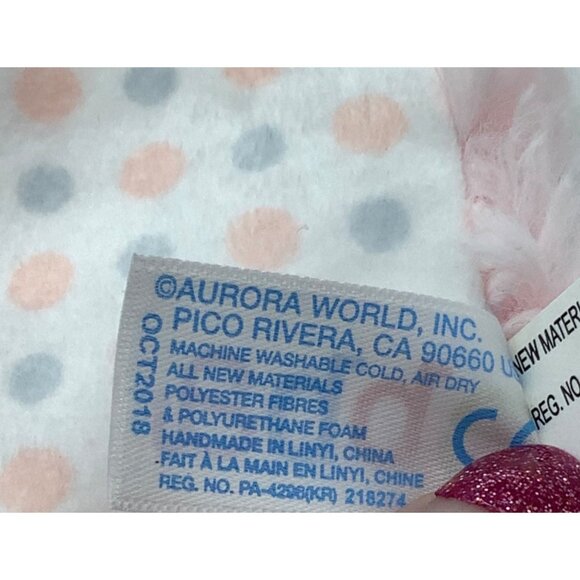 ©AURORA WORLD, INC.
PICO RIVERA, CA 90660 U
MACHINE WASHABLE COLD, AIR DRY
ALL NEW MATERIALS
POLYESTER FIBRES
& POLYURETHANE FOAM
HANDMADE IN LINYI, CHINA
FAIT À LA MAIN EN LINYI, CHINE
REG. NO. PA-4296(KR) 218274
OCT2018
NEW MATERI
REG. NO